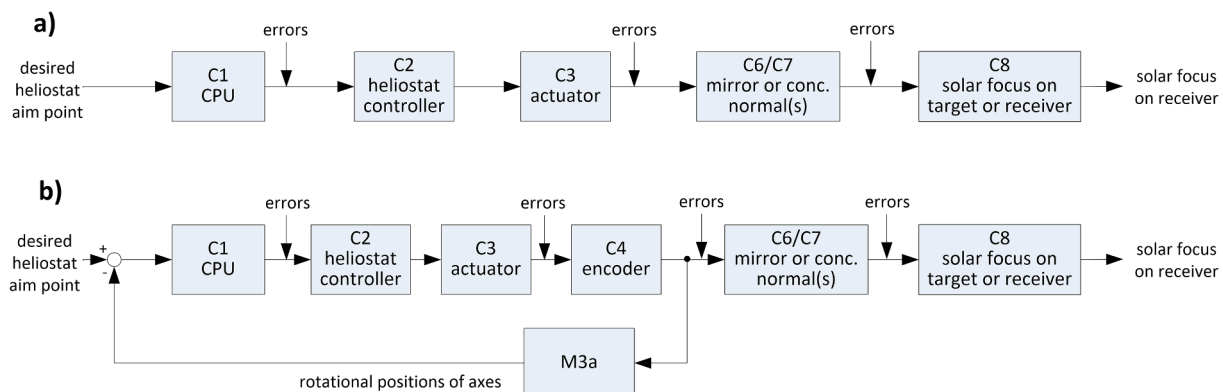 a)
desired
heliostat
aim point
C1
CPU
errors
C2
heliostat
controller
C3
actuator
errors
C6/C7
mirror or conc.
normal(s)
errors
C8
solar focus on
target or receiver
solar focus
on receiver
b)
desired
heliostat
aim point
+
-
C1
CPU
errors
C2
heliostat
controller
C3
actuator
errors
C4
encoder
errors
C6/C7
mirror or conc.
normal(s)
errors
C8
solar focus on
target or receiver
solar focus
on receiver
M3a
rotational positions of axes